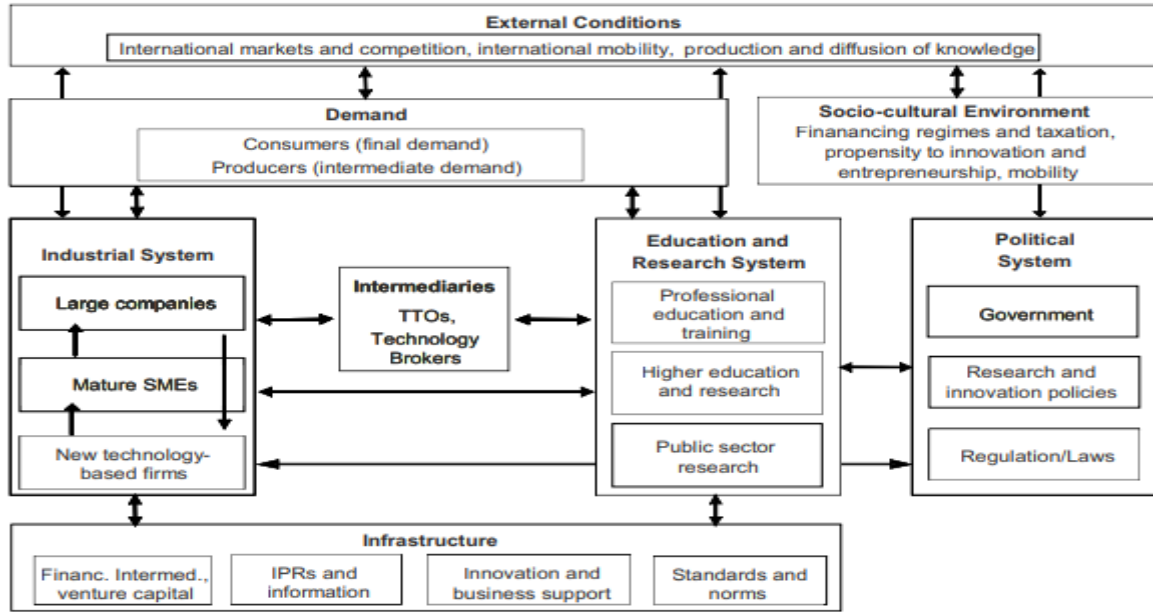 External Conditions
International markets and competition, international mobility, production and diffusion of knowledge
Demand
Consumers (final demand)
Producers (intermediate demand)
Socio-cultural Environment
Finanancing regimes and taxation,
propensity to innovation and
entrepreneurship, mobility
Industrial System
Large companies
Mature SMEs
New technology-
based firms
Intermediaries
TTOs,
Technology
Brokers
Education and
Research System
Professional
education and
training
Higher education
and research
Public sector
research
Political
System
Government
Research and
innovation policies
Regulation/Laws
Infrastructure
Financ. Intermed.,
venture capital
IPRs and
information
Innovation and
business support
Standards and
norms